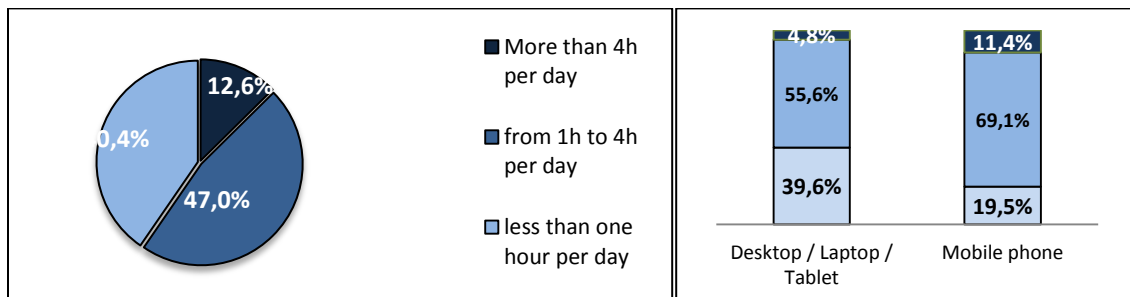 More than 4h
per day
12,6%
from 1h to 4h
per day
47,0%
less than one
hour per day
0,4%
4,8%
11,4%
55,6%
69,1%
39,6%
19,5%
Desktop / Laptop /
Tablet
Mobile phone